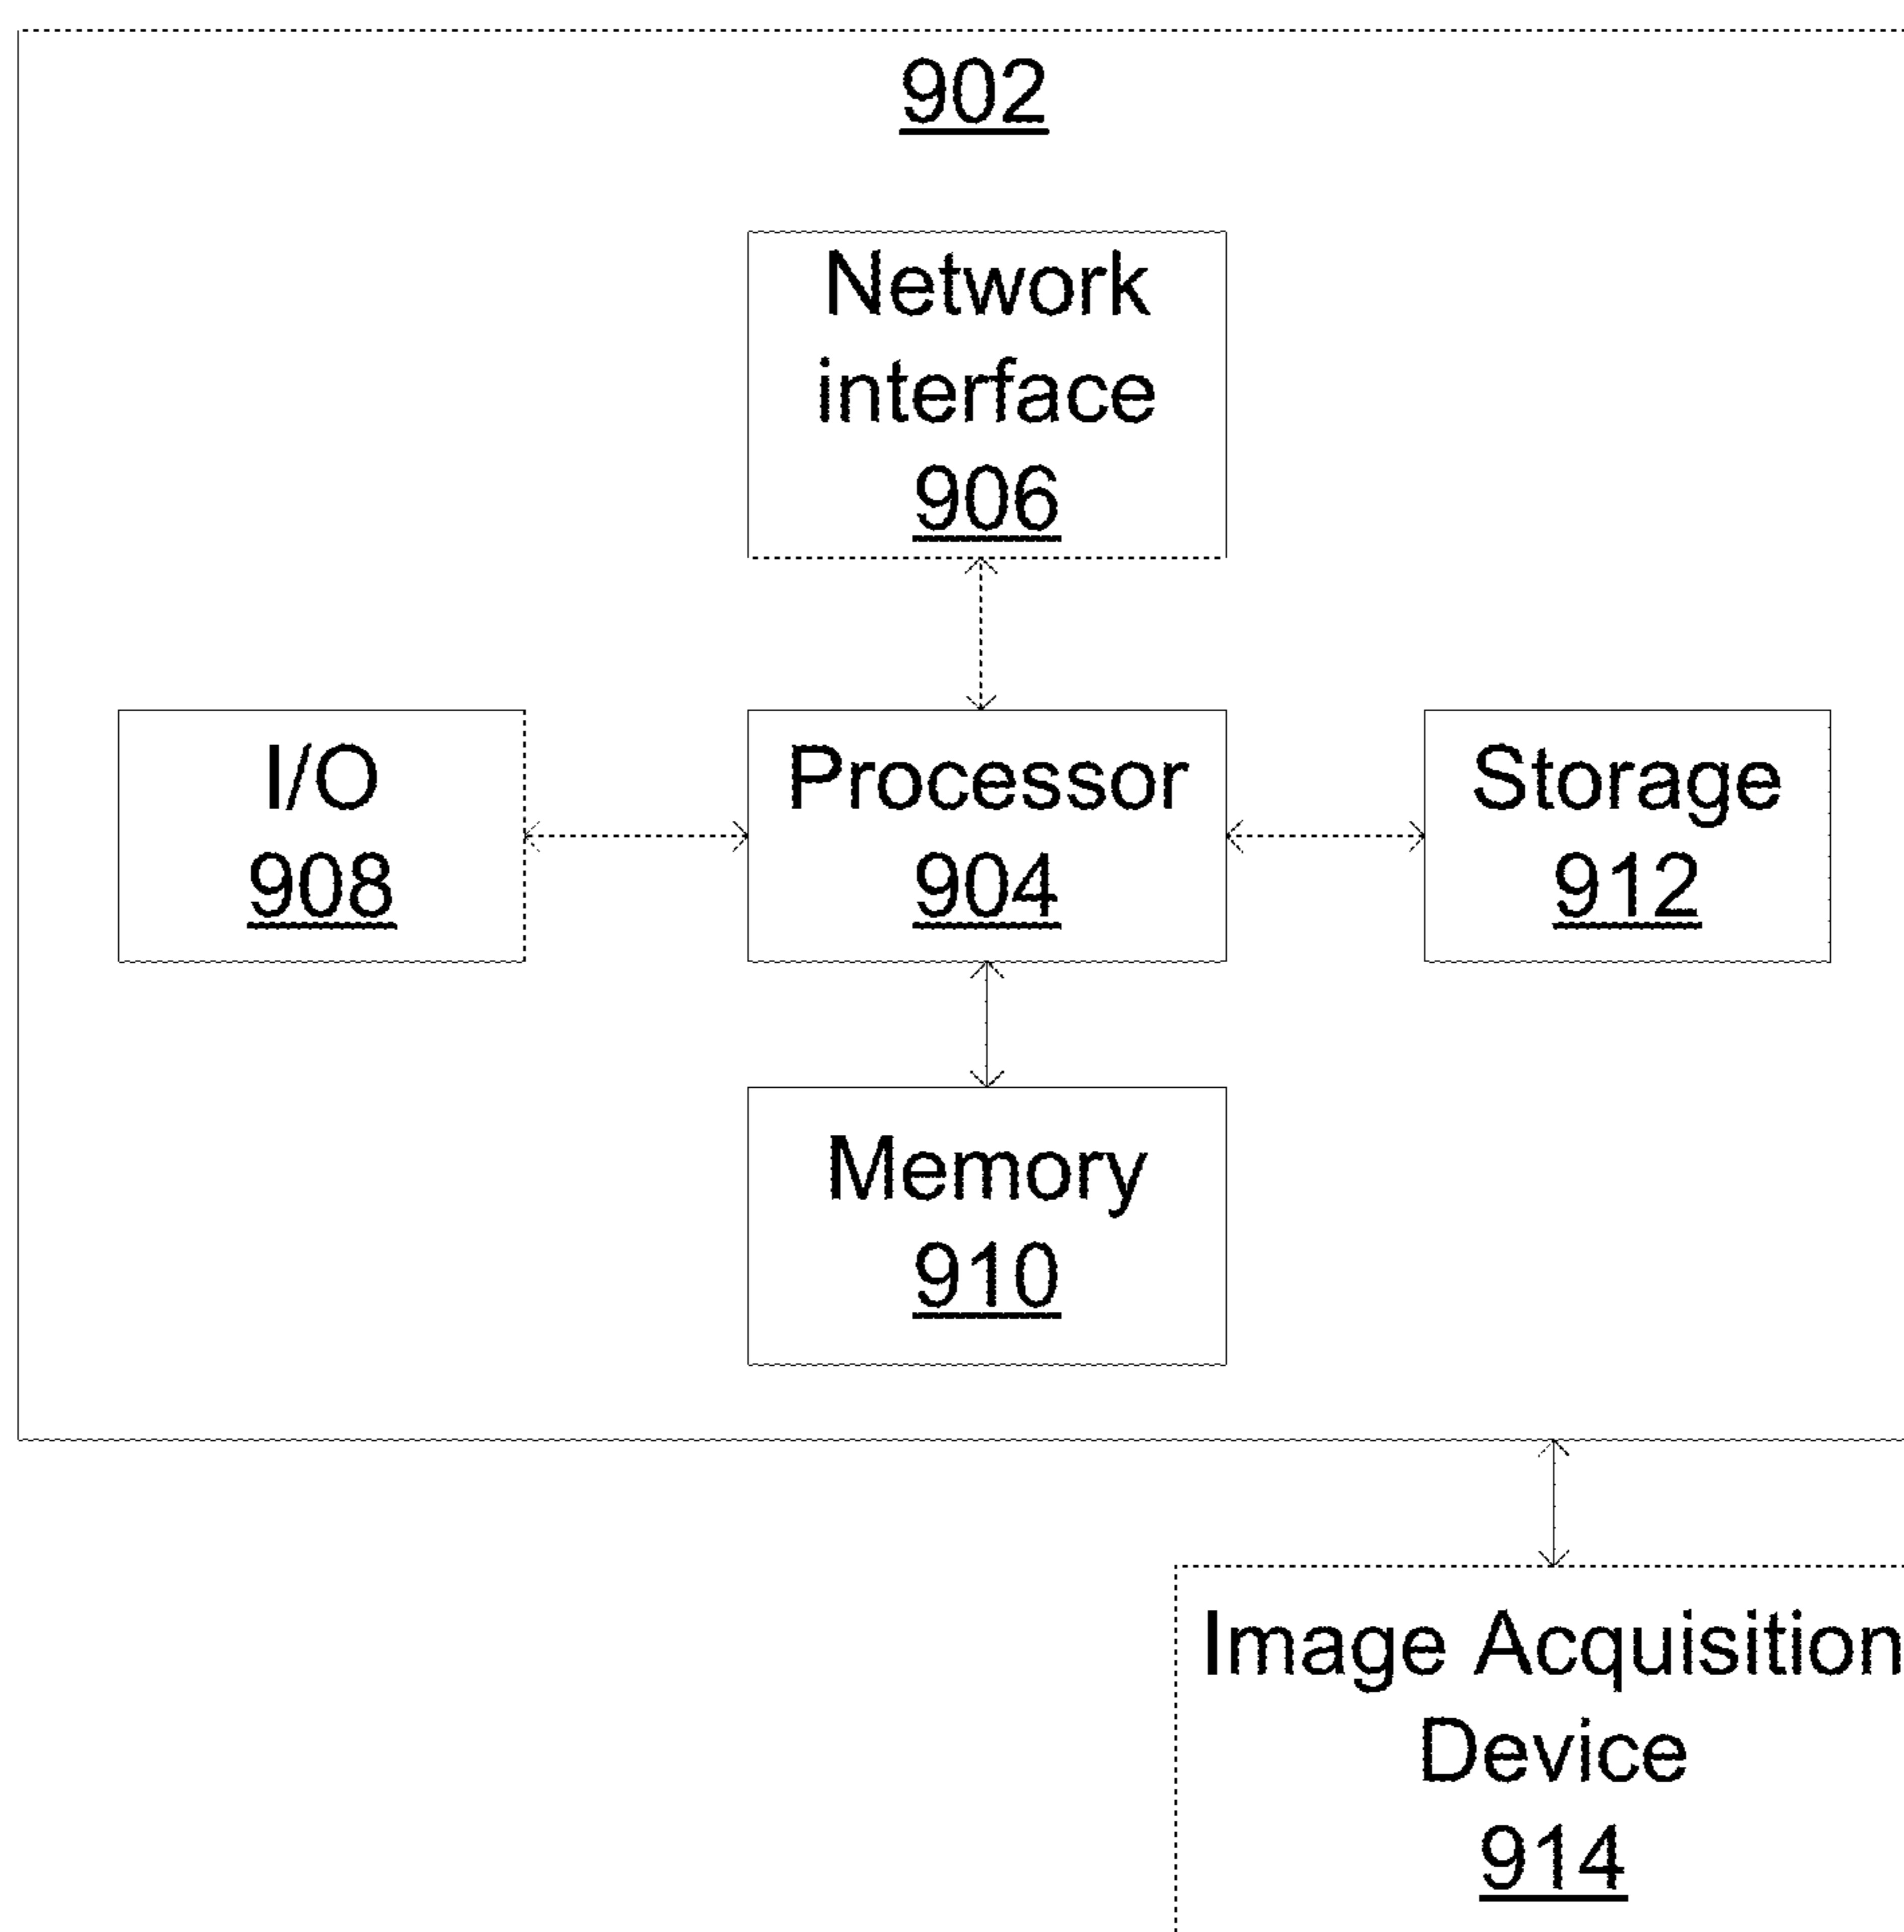 902
Network
interface
906
I/O
908
Processor
904
Storage
912
Memory
910
Image Acquisition
Device
914